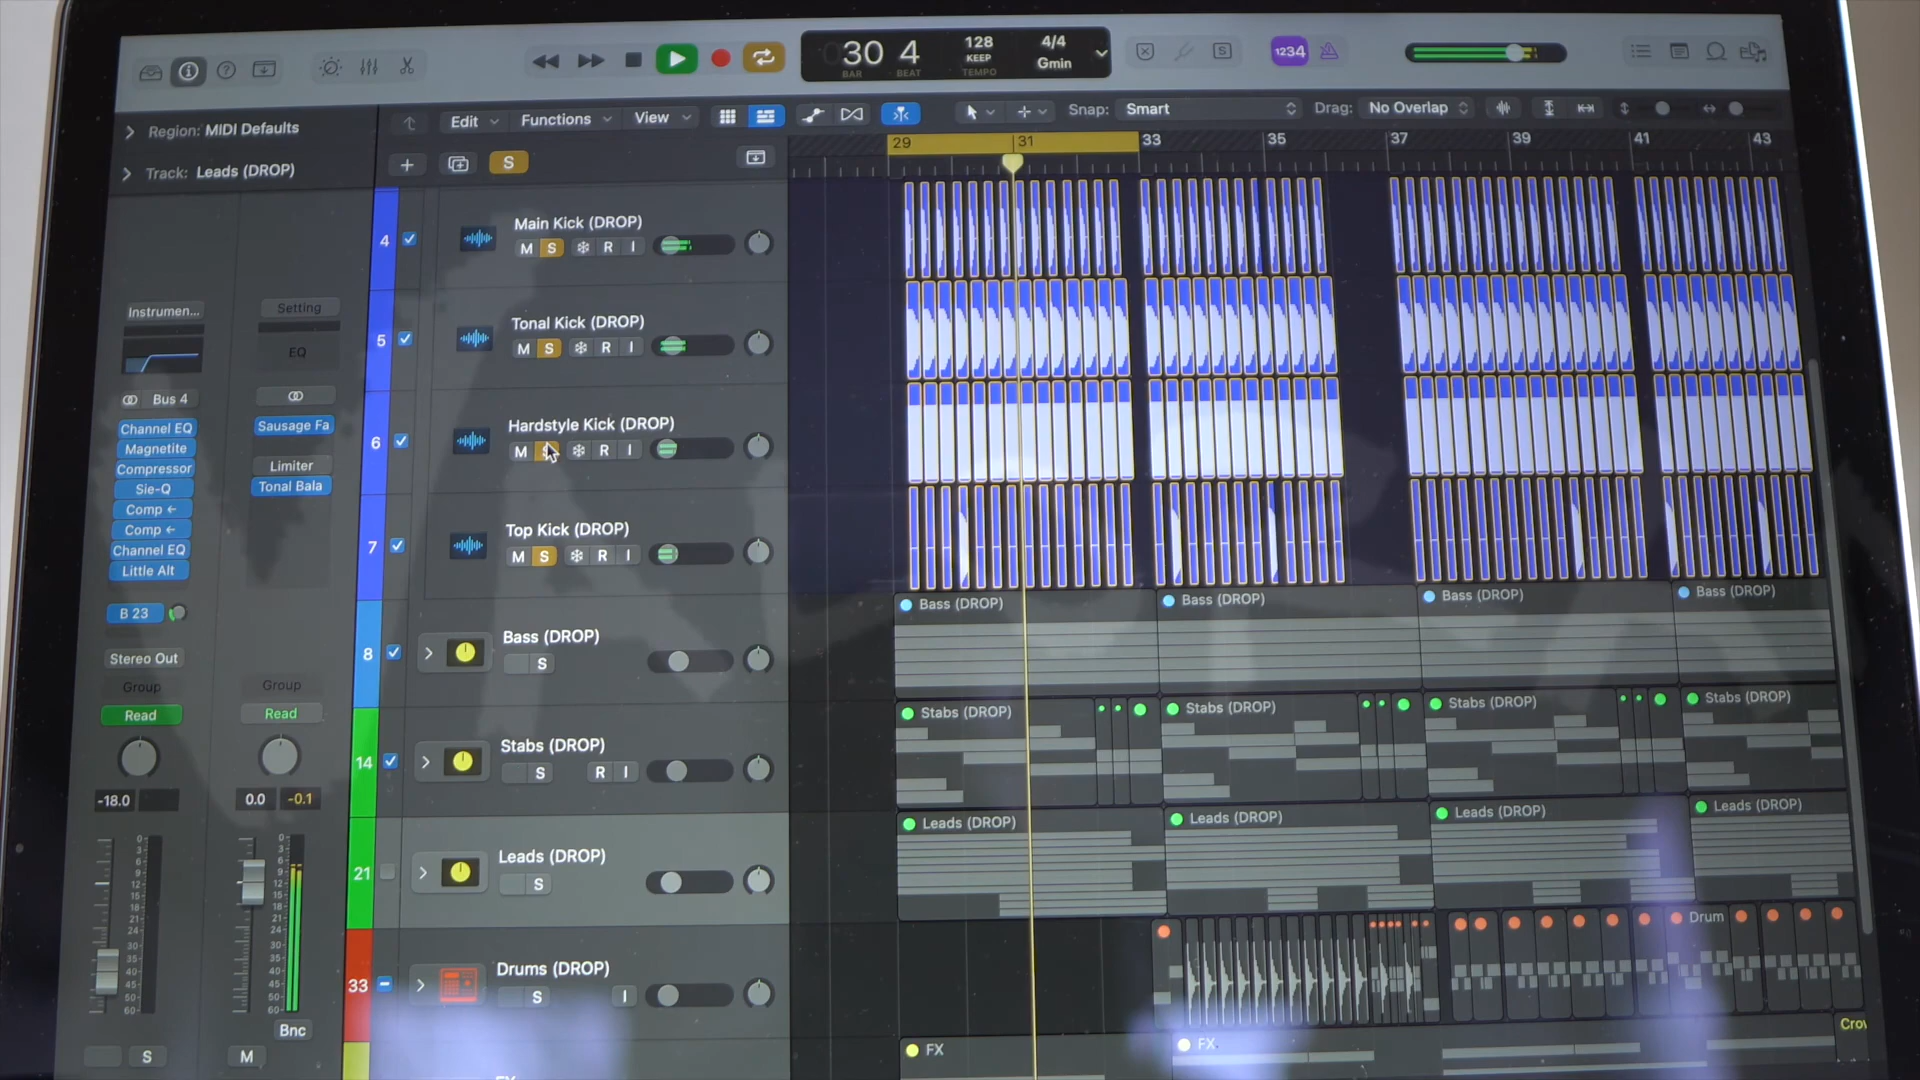 30 4 128 4/4
KEEP Gmin
BAR BEAT TEMPO
1234
Region: MIDI Defaults
Edit Functions View Snap: Smart Drag: No Overlap
Track: Leads (DROP)
S
29 31 33 35 37 39 41 43
4 Main Kick (DROP)
M S R I
5 Tonal Kick (DROP)
M S R I
6 Hardstyle Kick (DROP)
M S R I
7 Top Kick (DROP)
M S R I
8 Bass (DROP)
S
14 Stabs (DROP)
S R I
21 Leads (DROP)
S
33 Drums (DROP)
S I
Instrumen... Setting
EQ
Bus 4
Channel EQ Sausage Fa
Magnetite
Compressor Limiter
Sie-Q Tonal Bala
Comp
Comp
Channel EQ
Little Alt
B 23
Stereo Out
Group Group
Read Read
-18.0 0.0 -0.1
Bnc
S M
Bass (DROP) Bass (DROP) Bass (DROP) Bass (DROP)
Stabs (DROP) Stabs (DROP) Stabs (DROP) Stabs (DROP)
Leads (DROP) Leads (DROP) Leads (DROP) Leads (DROP)
Drum
FX FX
Crow